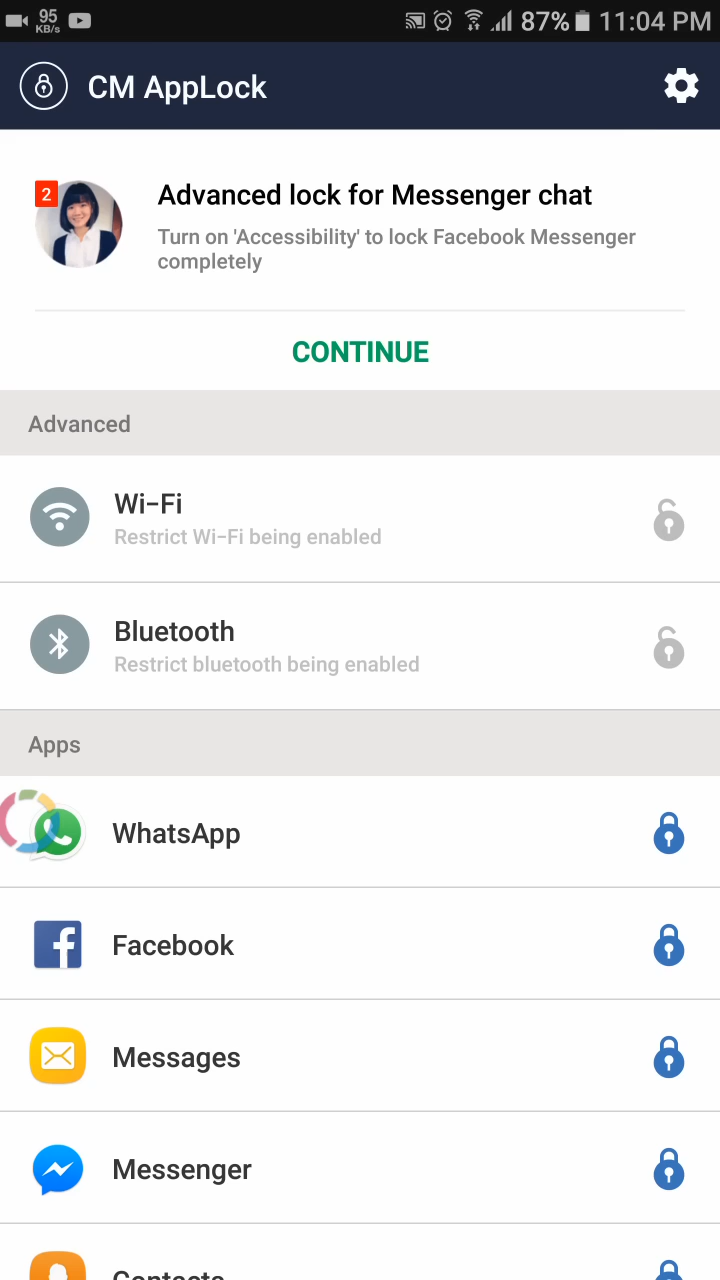 95
KB/s
87%
11:04 PM
CM AppLock
2
Advanced lock for Messenger chat
Turn on 'Accessibility' to lock Facebook Messenger
completely
CONTINUE
Advanced
Wi-Fi
Restrict Wi-Fi being enabled
Bluetooth
Restrict bluetooth being enabled
Apps
WhatsApp
Facebook
Messages
Messenger
Contacts